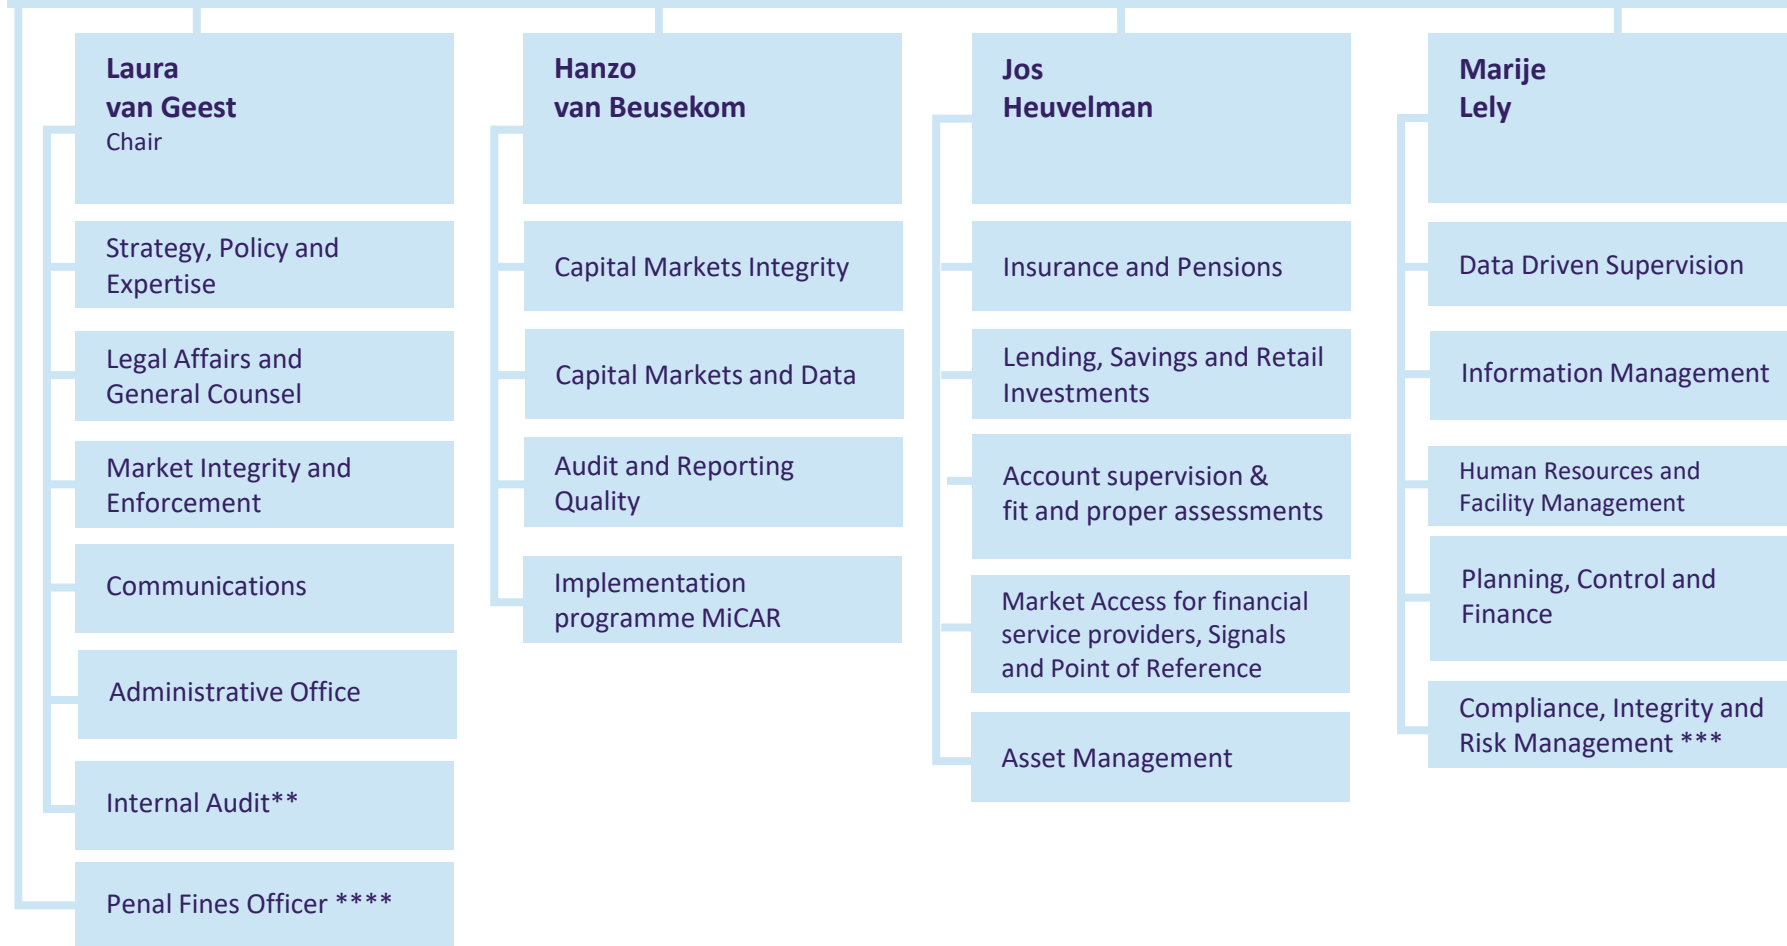 Laura
van Geest
Chair
Strategy, Policy and
Expertise
Legal Affairs and
General Counsel
Market Integrity and
Enforcement
Communications
Administrative Office
Internal Audit**
Penal Fines Officer ****
Hanzo
van Beusekom
Capital Markets Integrity
Capital Markets and Data
Audit and Reporting
Quality
Implementation
programme MiCAR
Jos
Heuvelman
Insurance and Pensions
Lending, Savings and Retail
Investments
Account supervision &
fit and proper assessments
Market Access for financial
service providers, Signals
and Point of Reference
Asset Management
Marije
Lely
Data Driven Supervision
Information Management
Human Resources and
Facility Management
Planning, Control and
Finance
Compliance, Integrity and
Risk Management ***